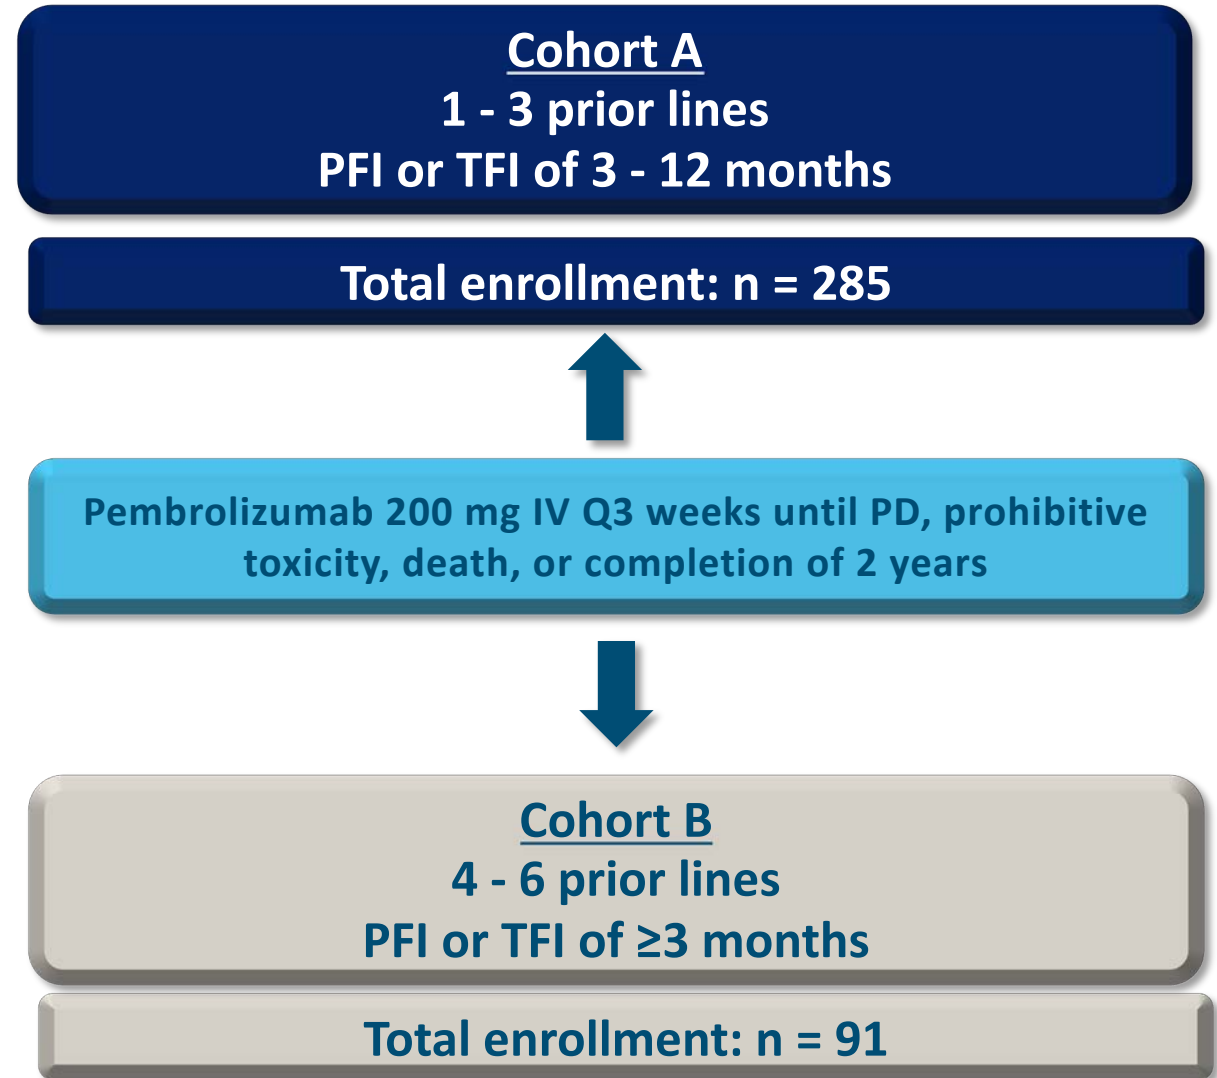 Cohort A
1 - 3 prior lines
PFI or TFI of 3 - 12 months
Total enrollment: n = 285
Pembrolizumab 200 mg IV Q3 weeks until PD, prohibitive
toxicity, death, or completion of 2 years
Cohort B
4 - 6 prior lines
PFI or TFI of ≥3 months
Total enrollment: n = 91